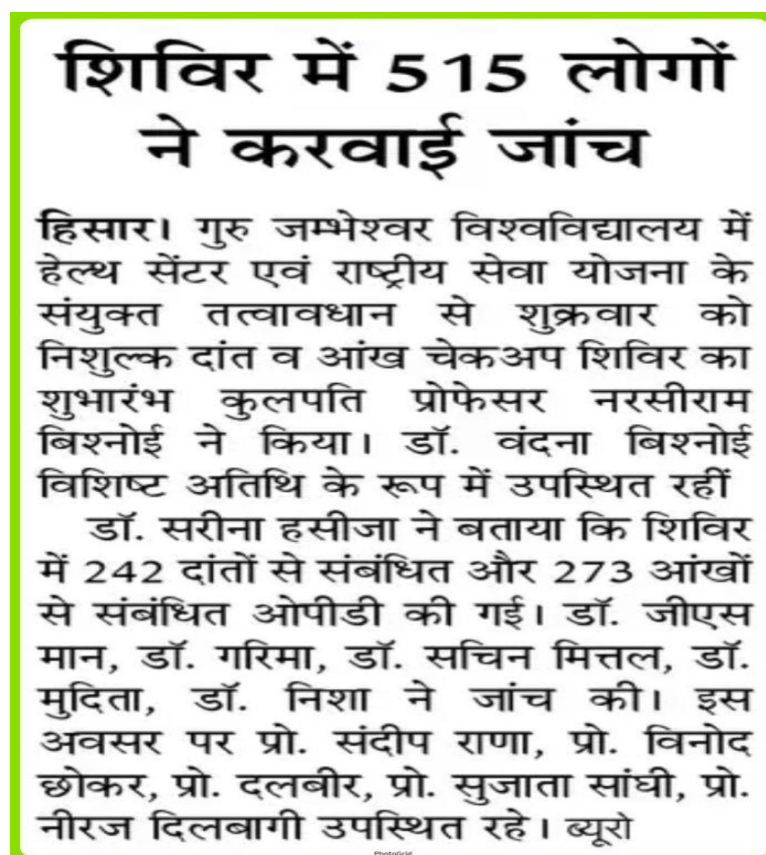 शिविर में 515 लोगों
ने करवाई जांच
हिसार। गुरु जम्भेश्वर विश्वविद्यालय में
हेल्थ सेंटर एवं राष्ट्रीय सेवा योजना के
संयुक्त तत्वावधान से शुक्रवार को
निशुल्क दांत व आंख चेकअप शिविर का
शुभारंभ कुलपति प्रोफेसर नरसीराम
बिश्नोई ने किया। डॉ. वंदना बिश्नोई
विशिष्ट अतिथि के रूप में उपस्थित रहीं
डॉ. सरीना हसीजा ने बताया कि शिविर
में 242 दांतों से संबंधित और 273 आंखों
से संबंधित ओपीडी की गई। डॉ. जीएस
मान, डॉ. गरिमा, डॉ. सचिन मित्तल, डॉ.
मुदिता, डॉ. निशा ने जांच की। इस
अवसर पर प्रो. संदीप राणा, प्रो. विनोद
छोकर, प्रो. दलबीर, प्रो. सुजाता सांघी, प्रो.
नीरज दिलबागी उपस्थित रहे। ब्यूरो
PhotoGrid